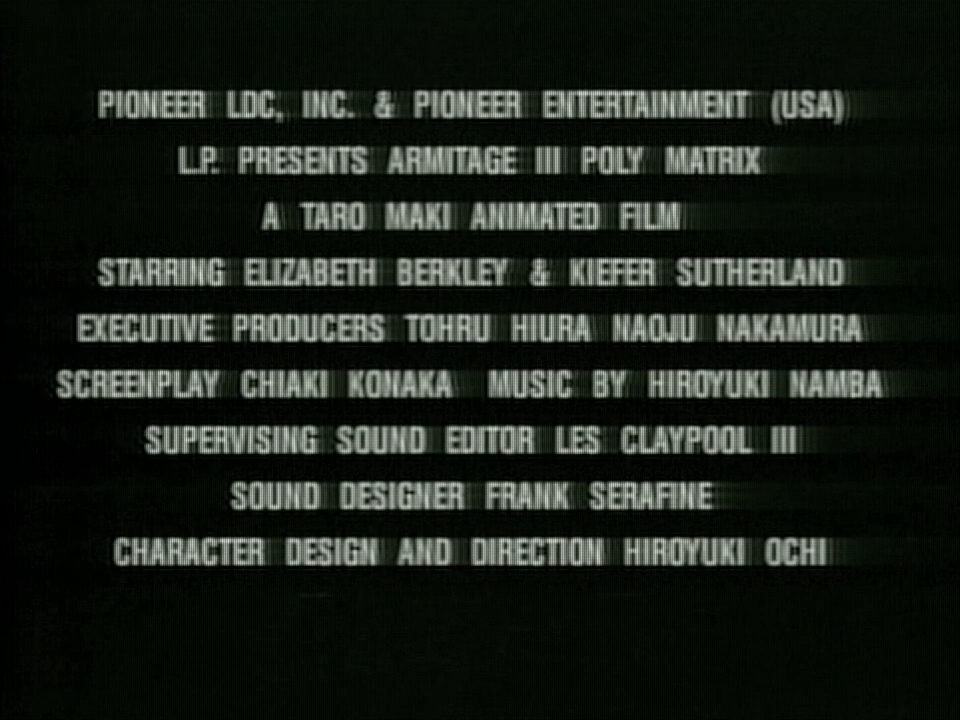 PIONEER LDC, INC. & PIONEER ENTERTAINMENT (USA)
L.P. PRESENTS ARMITAGE III POLY MATRIX
A TARO MAKI ANIMATED FILM
STARRING ELIZABETH BERKLEY & KIEFER SUTHERLAND
EXECUTIVE PRODUCERS TOHRU HIURA NAOJU NAKAMURA
SCREENPLAY CHIAKI KONAKA MUSIC BY HIROYUKI NAMBA
SUPERVISING SOUND EDITOR LES CLAYPOOL III
SOUND DESIGNER FRANK SERAFINE
CHARACTER DESIGN AND DIRECTION HIROYUKI OCHI